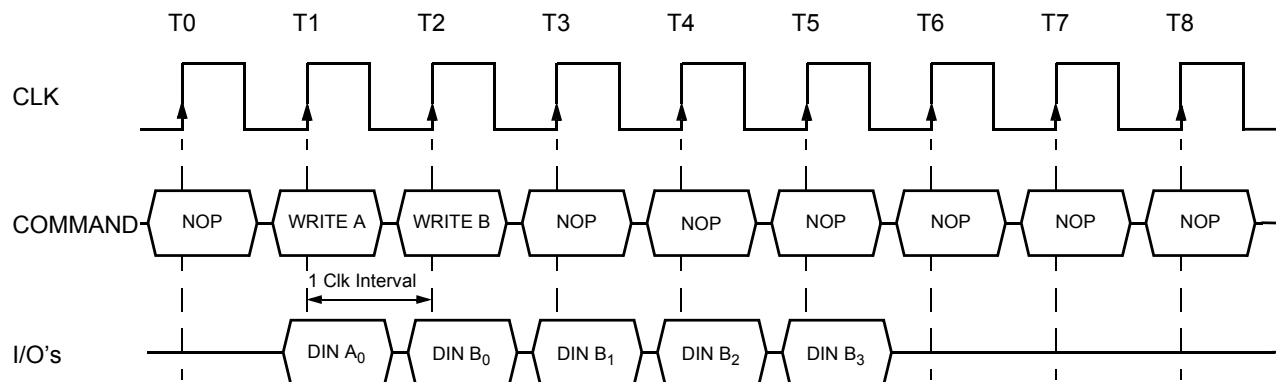 T0 T1 T2 T3 T4 T5 T6 T7 T8
CLK
COMMAND NOP WRITE A WRITE B NOP NOP NOP NOP NOP NOP
1 Clk Interval
I/O's DIN A0 DIN B0 DIN B1 DIN B2 DIN B3